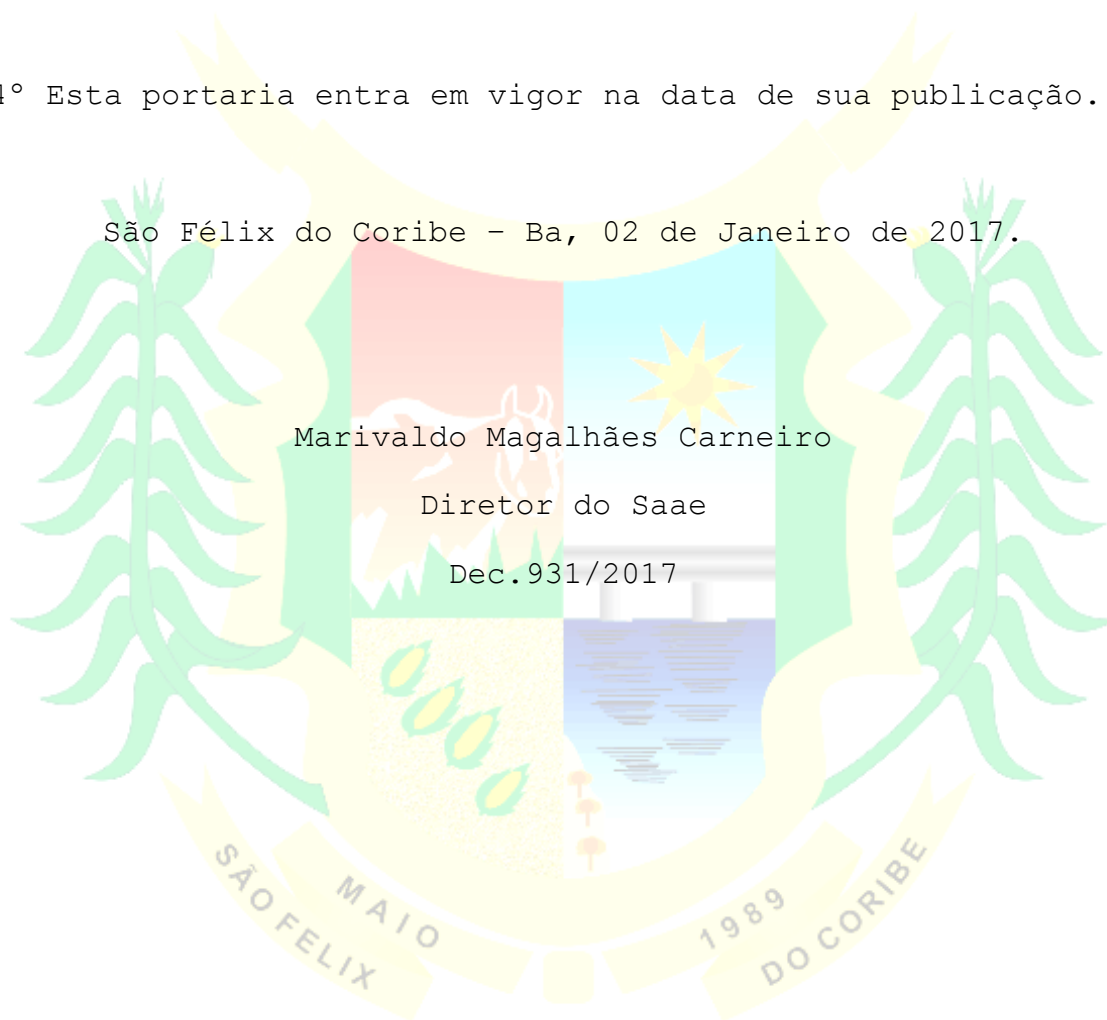 4º Esta portaria entra em vigor na data de sua publicação.
São Félix do Coribe – Ba, 02 de Janeiro de 2017.
Marivaldo Magalhães Carneiro
Diretor do Saae
Dec.931/2017
SÃO FELIX
MAIO
1989
DO CORIBE